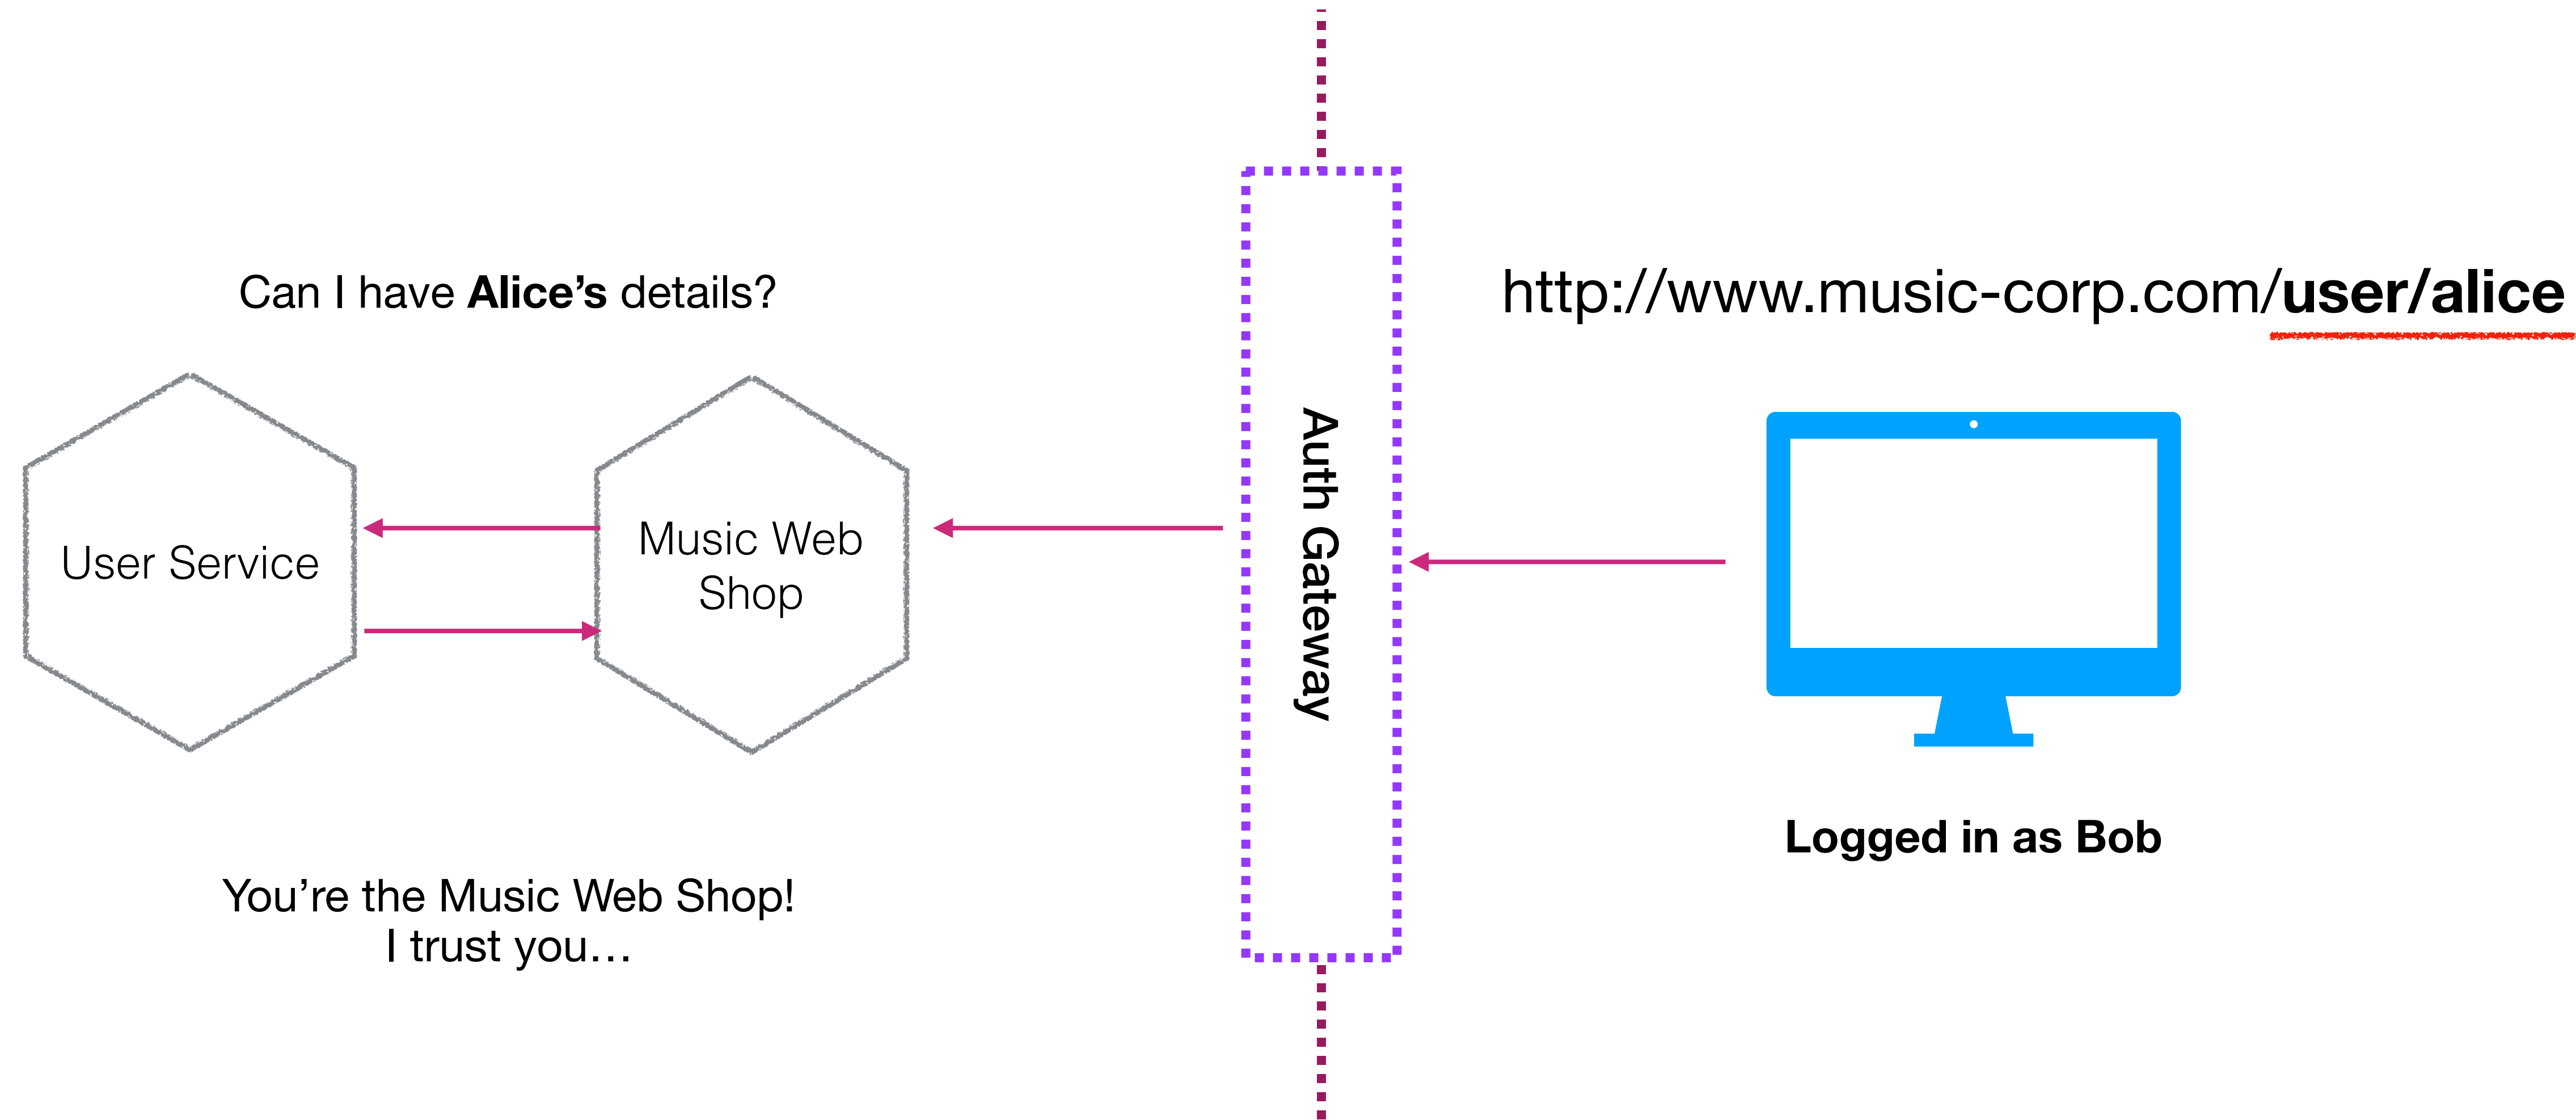 Can I have Alice’s details?
http://www.music-corp.com/user/alice
User Service
Music Web
Shop
Auth Gateway
Logged in as Bob
You’re the Music Web Shop!
I trust you…